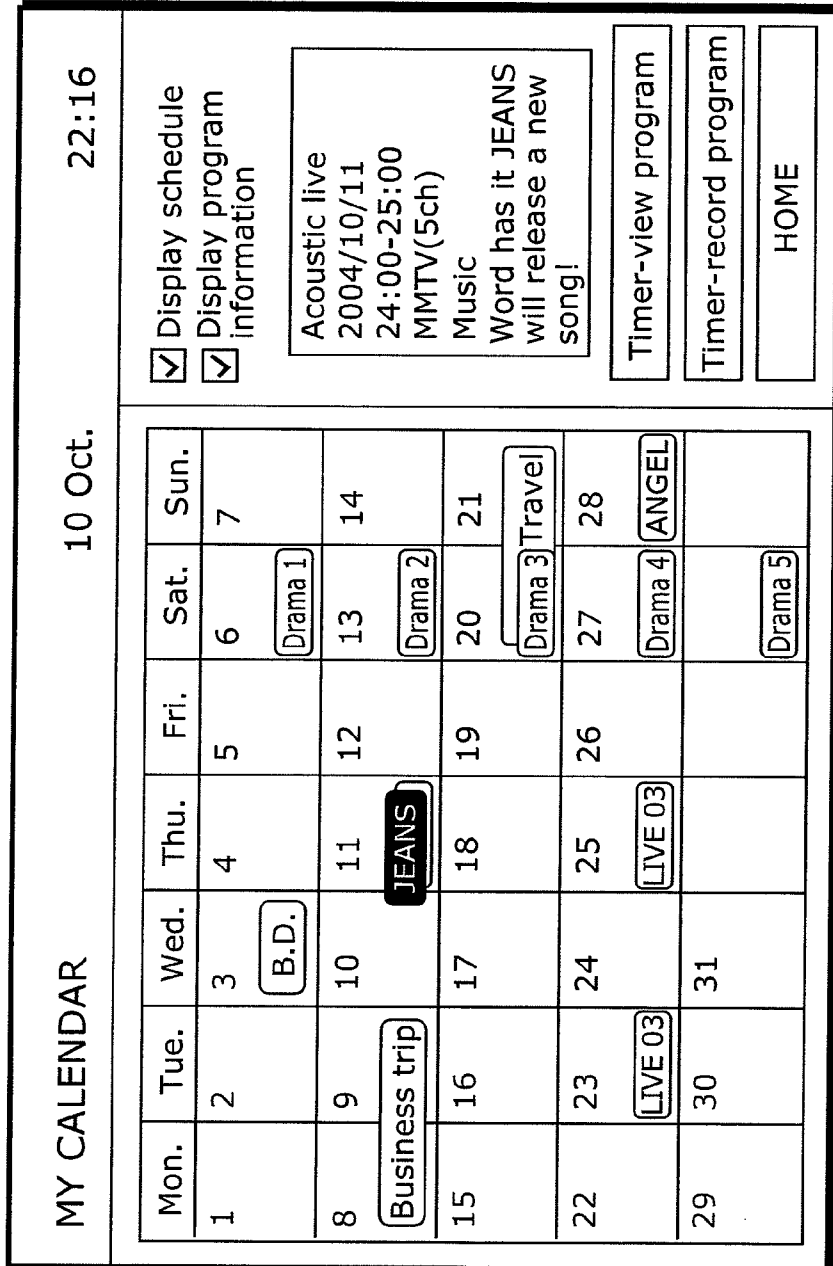 MY CALENDAR 10 Oct. 22:16
Mon. Tue. Wed. Thu. Fri. Sat. Sun.
1 2 3 4 5 6 7
B.D. Drama 1
8 9 10 11 12 13 14
Business trip JEANS Drama 2
15 16 17 18 19 20 21
Drama 3 Travel
22 23 24 25 26 27 28
LIVE 03 LIVE 03 Drama 4 ANGEL
29 30 31
Drama 5
Display schedule
Display program
information
Acoustic live
2004/10/11
24:00-25:00
MMTV(5ch)
Music
Word has it JEANS
will release a new
song!
Timer-view program
Timer-record program
HOME